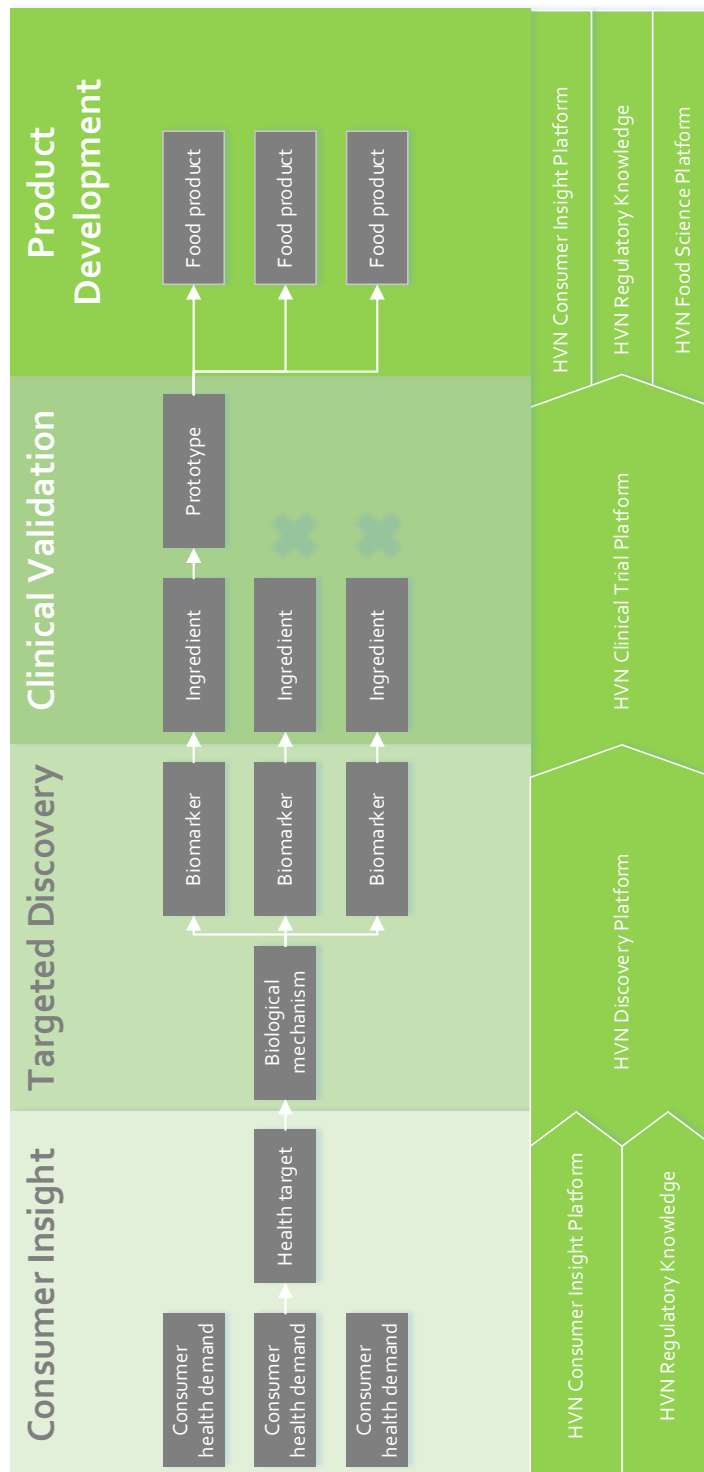 Consumer Insight
Targeted Discovery
Clinical Validation
Product
Development
Consumer
health demand
Consumer
health demand
Consumer
health demand
Health target
Biological
mechanism
Biomarker
Biomarker
Biomarker
Ingredient
Ingredient
Ingredient
Prototype
Food product
Food product
Food product
HVN Consumer Insight Platform
HVN Regulatory Knowledge
HVN Discovery Platform
HVN Clinical Trial Platform
HVN Consumer Insight Platform
HVN Regulatory Knowledge
HVN Food Science Platform